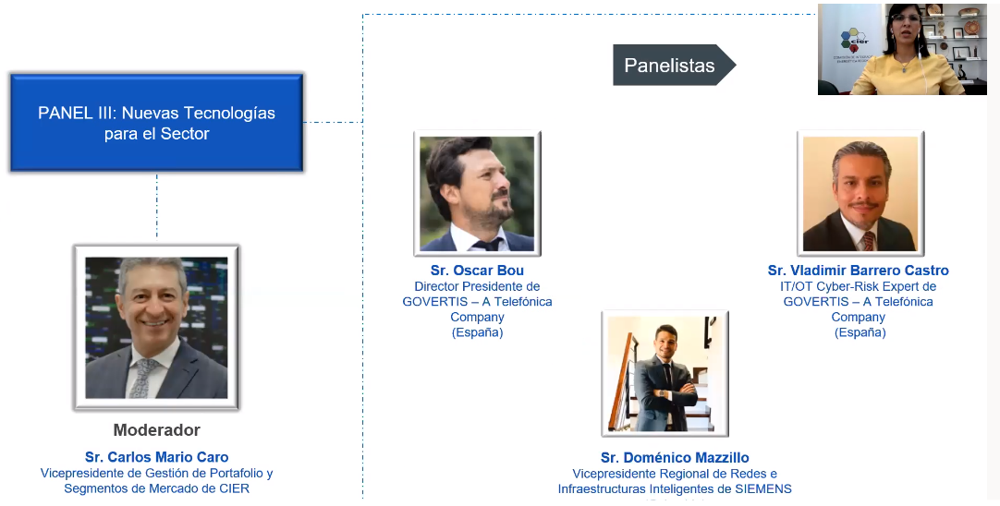 PANEL III: Nuevas Tecnologías
para el Sector
Moderador
Sr. Carlos Mario Caro
Vicepresidente de Gestión de Portafolio y
Segmentos de Mercado de CIER
Panelistas
cier
Sr. Oscar Bou
Director Presidente de
GOVERTIS – A Telefónica
Company
(España)
Sr. Vladimir Barrero Castro
IT/OT Cyber-Risk Expert de
GOVERTIS – A Telefónica
Company
(España)
Sr. Doménico Mazzillo
Vicepresidente Regional de Redes e
Infraestructuras Inteligentes de SIEMENS